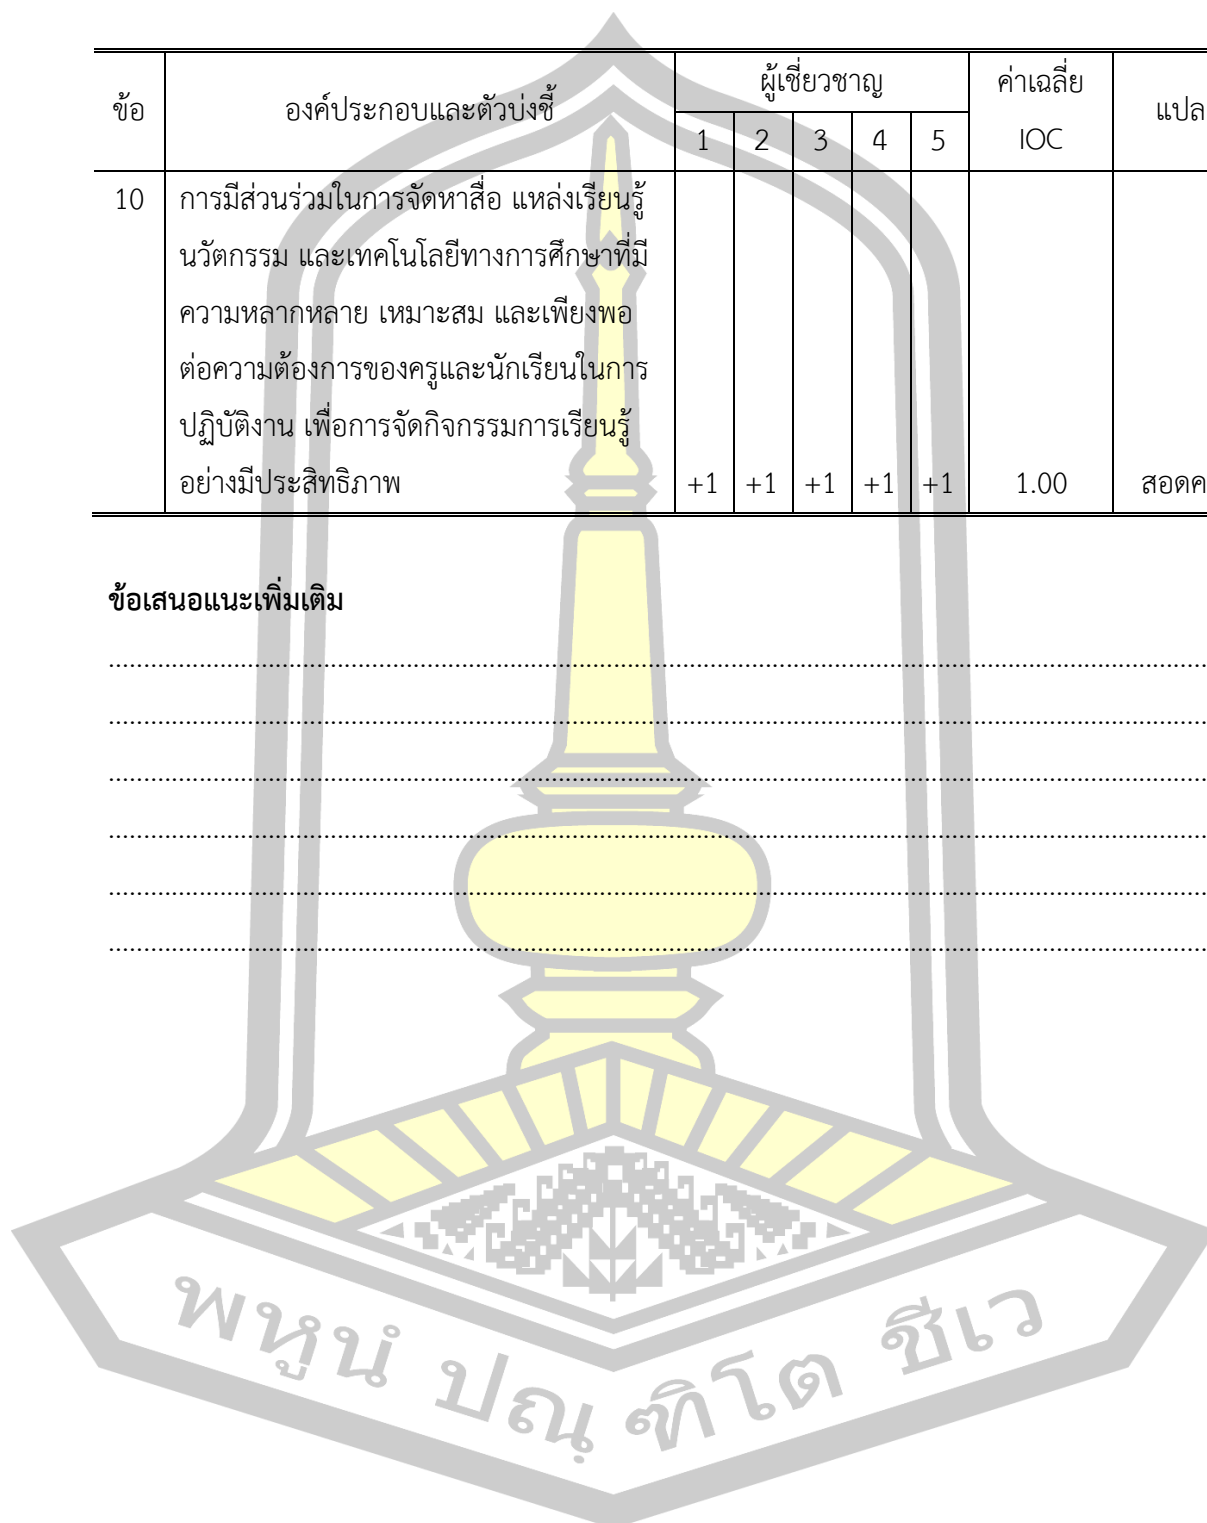 ข้อ องค์ประกอบและตัวบ่งชี้ ผู้เชี่ยวชาญ ค่าเฉลี่ย แปล
1 2 3 4 5 IOC
10 การมีส่วนร่วมในการจัดหาสื่อ แหล่งเรียนรู้
นวัตกรรม และเทคโนโลยีทางการศึกษาที่มี
ความหลากหลาย เหมาะสม และเพียงพอ
ต่อความต้องการของครูและนักเรียนในการ
ปฏิบัติงาน เพื่อการจัดกิจกรรมการเรียนรู้
อย่างมีประสิทธิภาพ +1 +1 +1 +1 +1 1.00 สอดค
ข้อเสนอแนะเพิ่มเติม
พหูนํ ปณฺฑิโต ชีเว